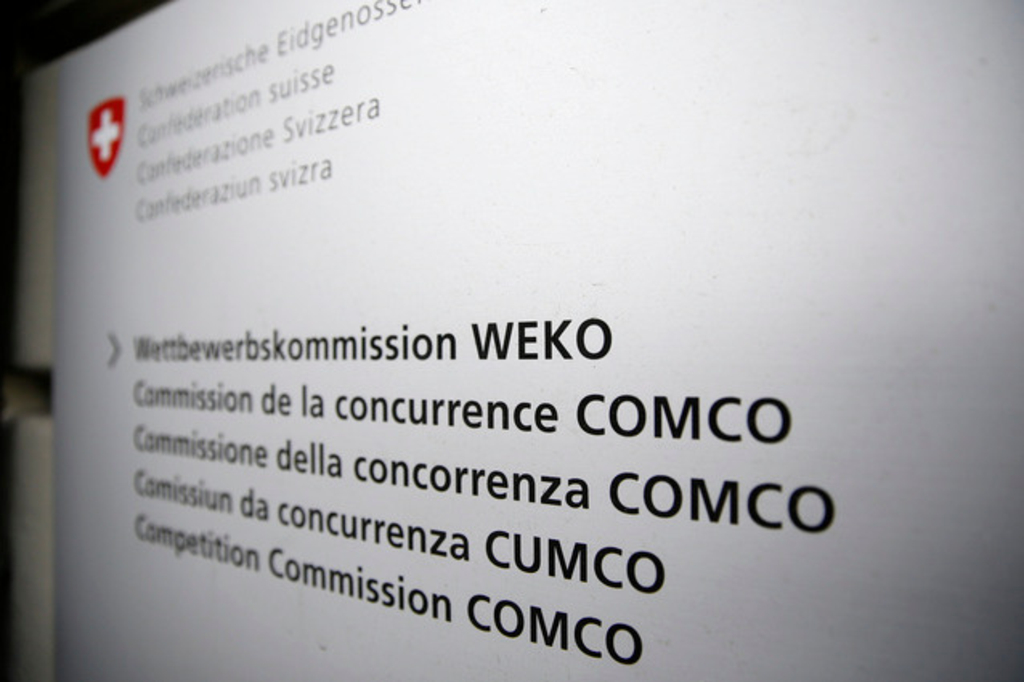 Schweizerische Eidgenosse
Confédération suisse
Confederazione Svizzera
Confederaziun svizra
Wettbewerbskommission WEKO
Commission de la concurrence COMCO
Commissione della concorrenza COMCO
Cumissiun da concurrenza CUMCO
Competition Commission COMCO